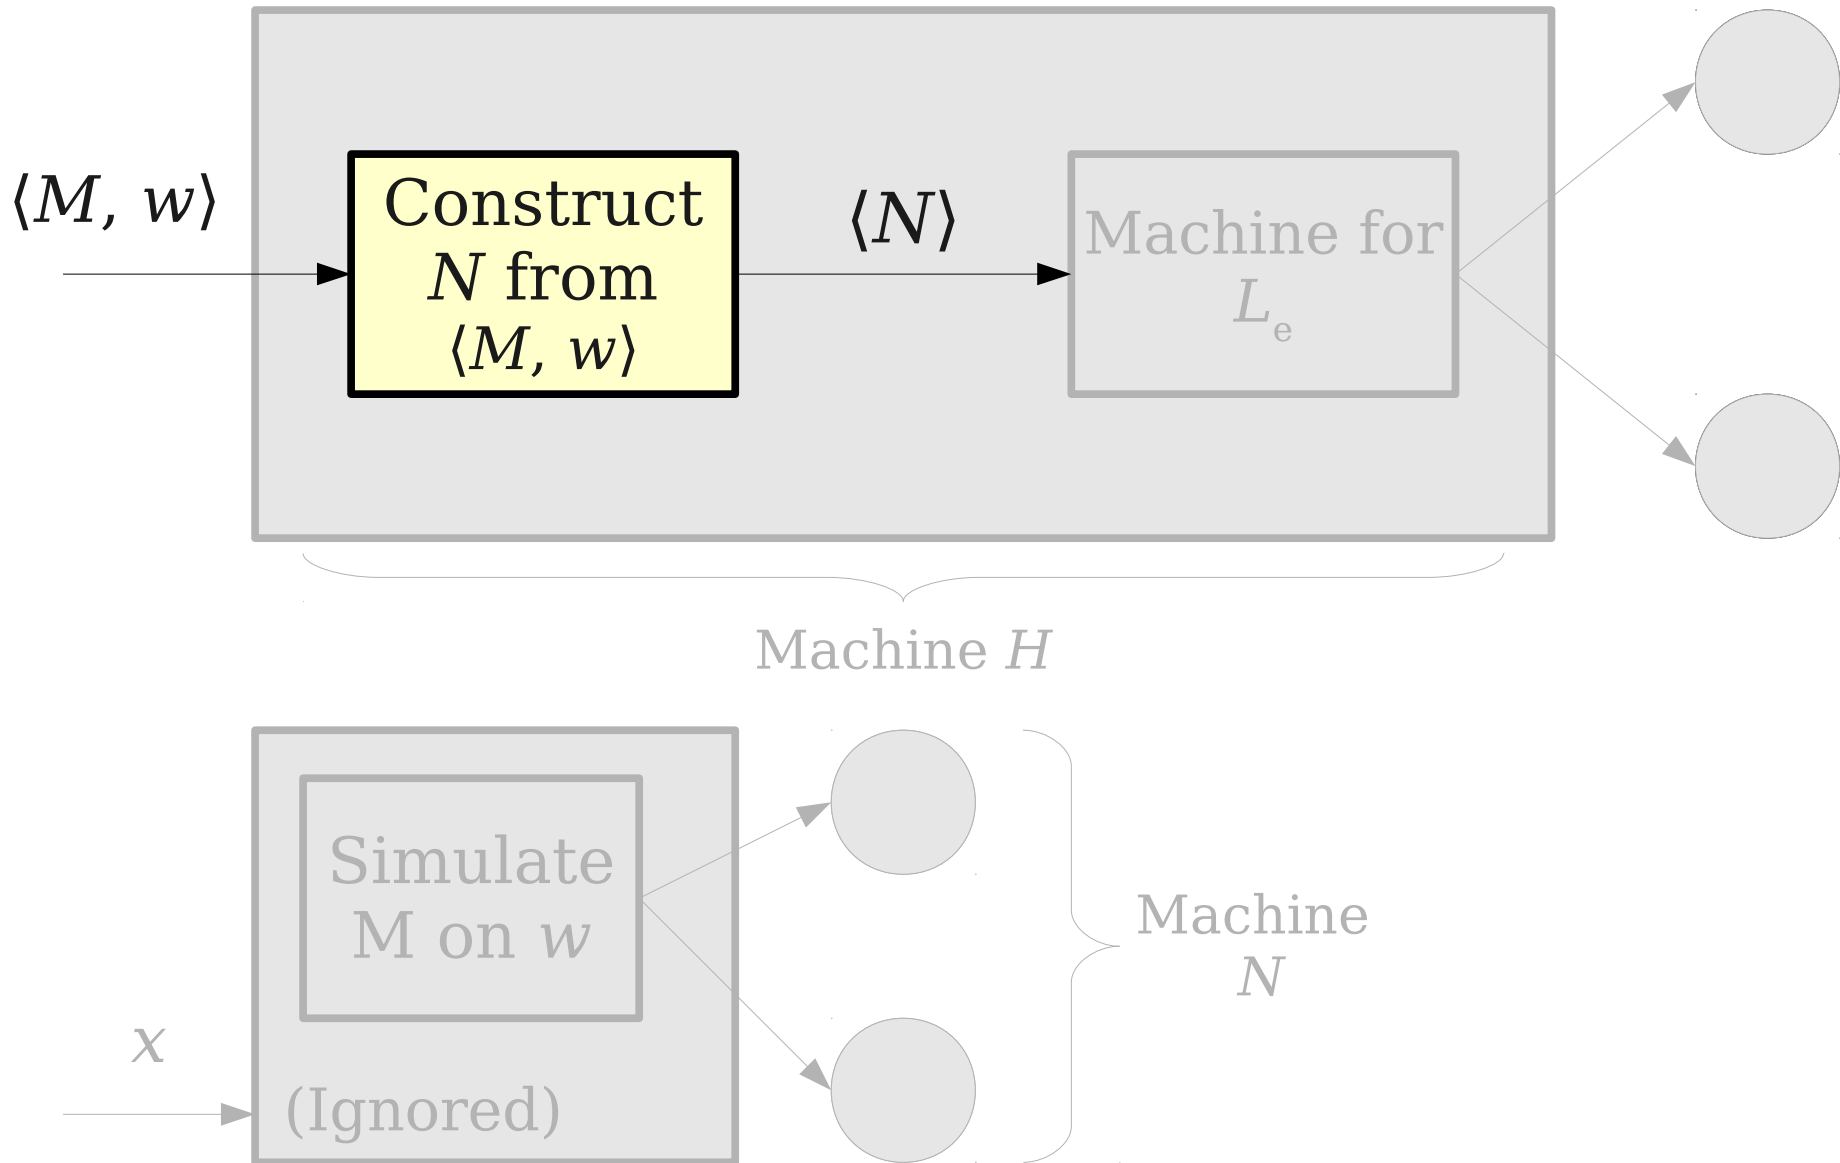 ⟨M, w⟩
Construct
N from
⟨M, w⟩
⟨N⟩
Machine for
Lₑ
Machine H
Simulate
M on w
x
(Ignored)
Machine
N